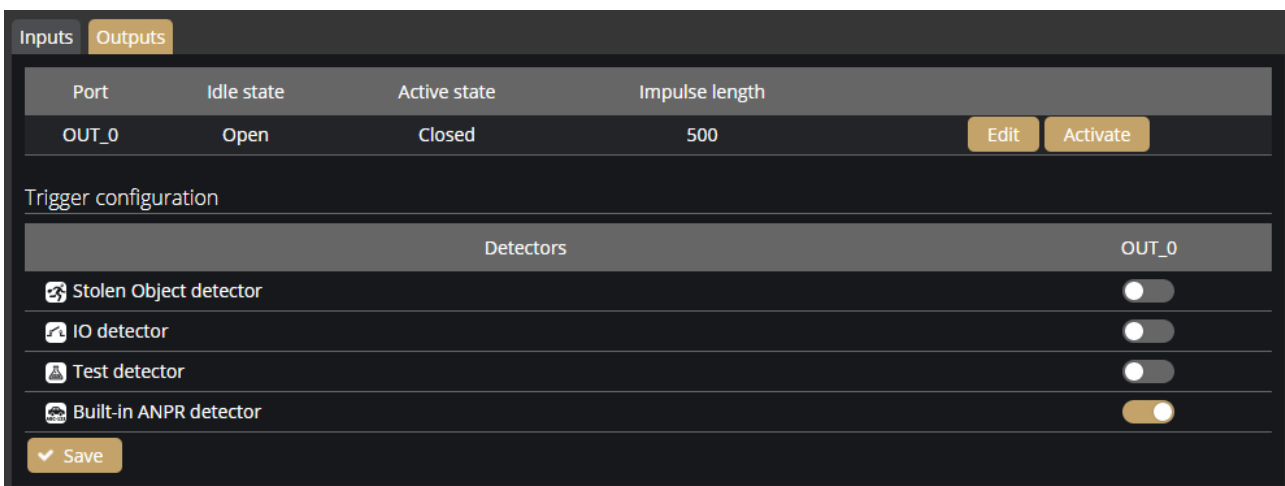 Inputs Outputs
Port Idle state Active state Impulse length
OUT_0 Open Closed 500 Edit Activate
Trigger configuration
Detectors OUT_0
Stolen Object detector
IO detector
Test detector
Built-in ANPR detector
Save